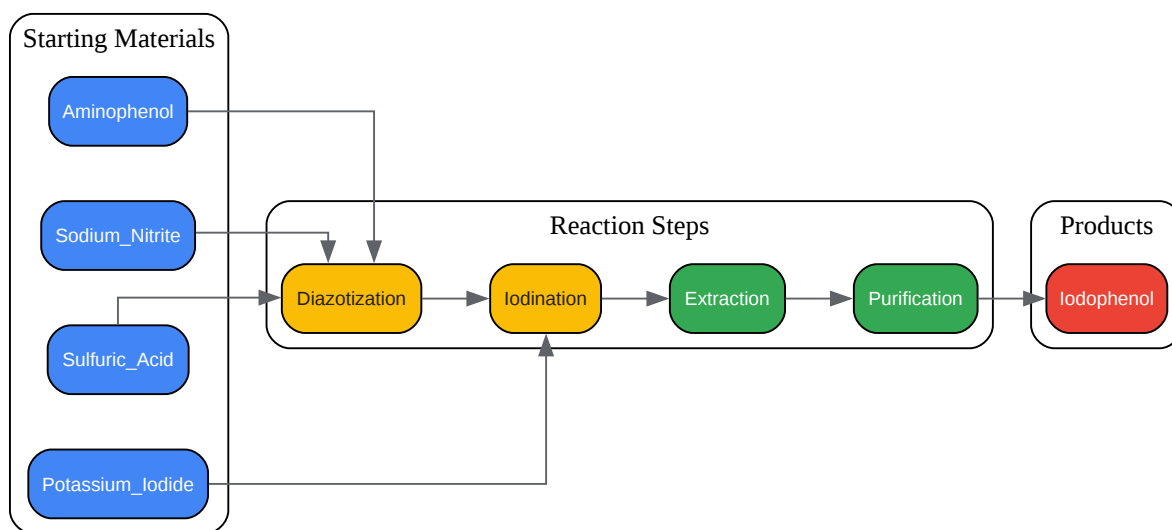 Starting Materials
Aminophenol
Sodium_Nitrite
Sulfuric_Acid
Potassium_Iodide
Reaction Steps
Diazotization
Iodination
Extraction
Purification
Products
Iodophenol